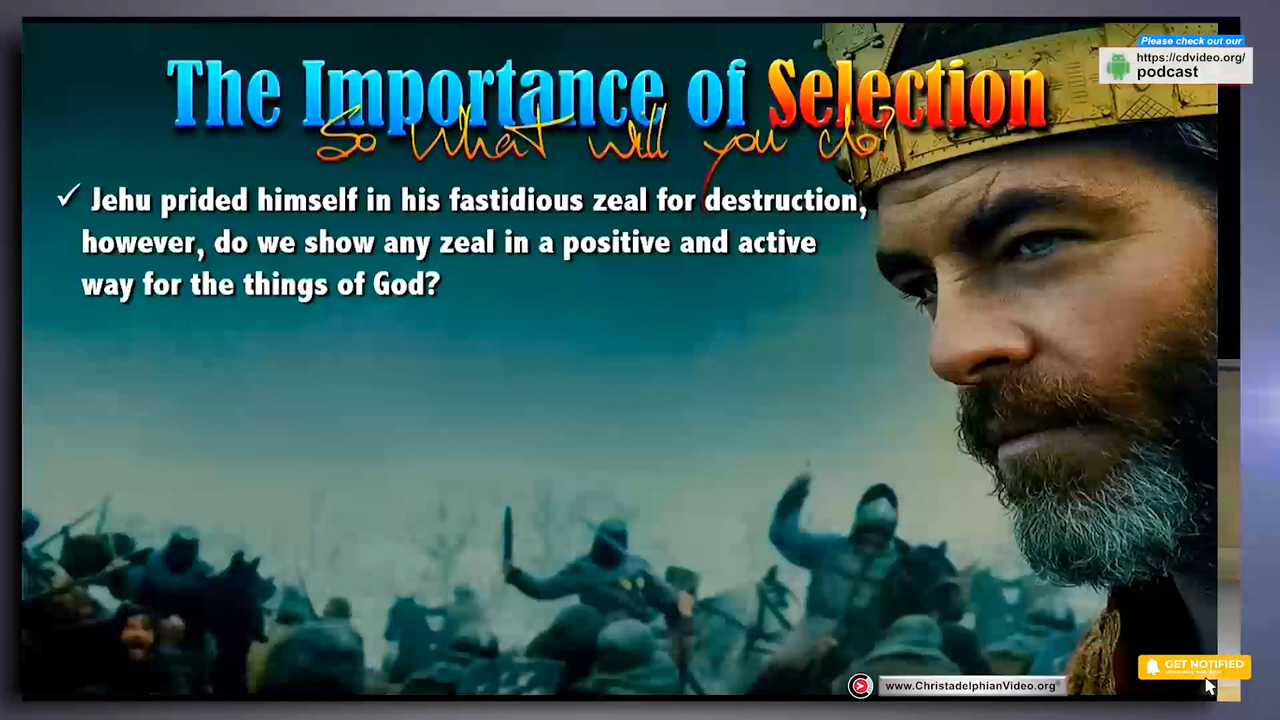 Please check out our
https://cdvideo.org/
podcast
The Importance of Selection
So what will you do?
✓ Jehu prided himself in his fastidious zeal for destruction,
however, do we show any zeal in a positive and active
way for the things of God?
GET NOTIFIED
www.ChristadelphianVideo.org